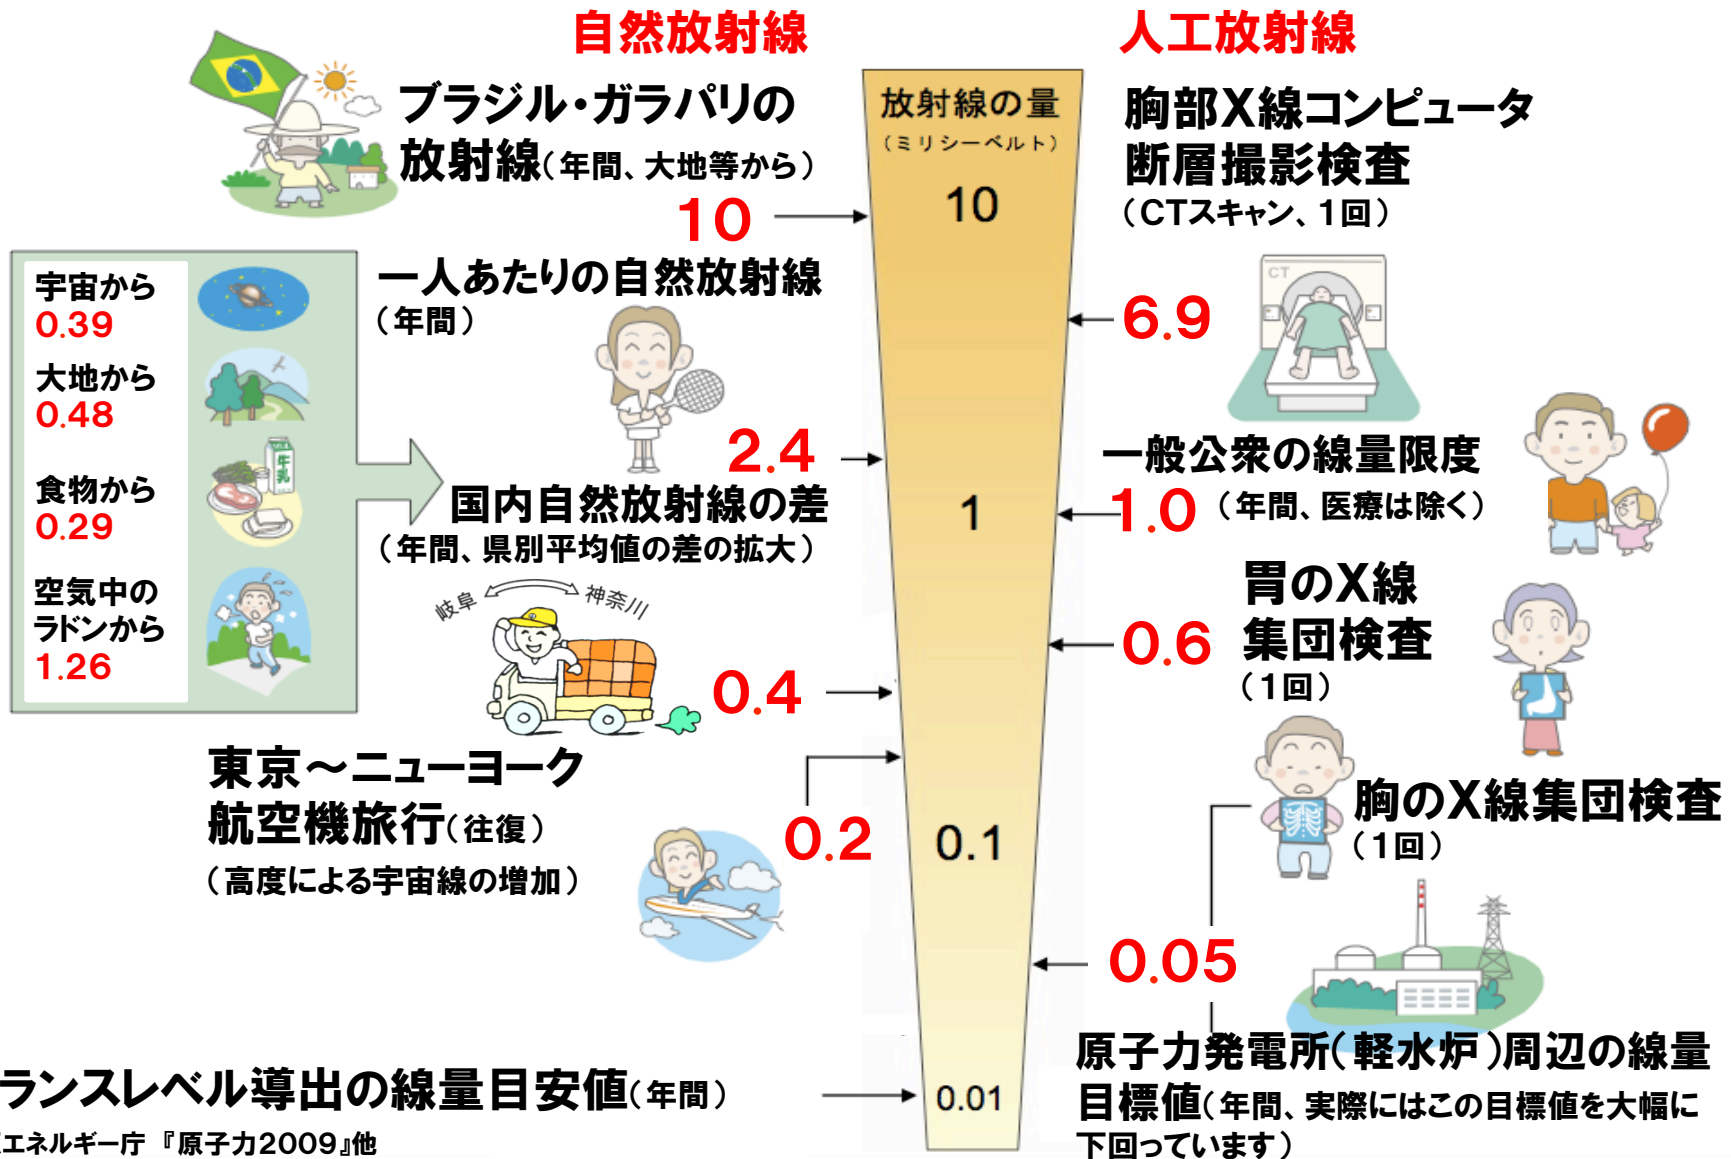 自然放射線
人工放射線
ブラジル・ガラパリの
放射線(年間、大地等から)
10
放射線の量
(ミリシーベルト)
10
1
0.1
0.01
胸部X線コンピュータ
断層撮影検査
(CTスキャン、1回)
CT
6.9
宇宙から
0.39
大地から
0.48
食物から
0.29
牛乳
空気中の
ラドンから
1.26
一人あたりの自然放射線
(年間)
2.4
一般公衆の線量限度
1.0 (年間、医療は除く)
国内自然放射線の差
(年間、県別平均値の差の拡大)
岐阜
神奈川
0.4
胃のX線
集団検査
(1回)
0.6
東京～ニューヨーク
航空機旅行(往復)
(高度による宇宙線の増加)
0.2
胸のX線集団検査
(1回)
0.05
原子力発電所(軽水炉)周辺の線量
目標値(年間、実際にはこの目標値を大幅に
下回っています)
ランスレベル導出の線量目安値(年間)
エネルギー庁 『原子力2009』他